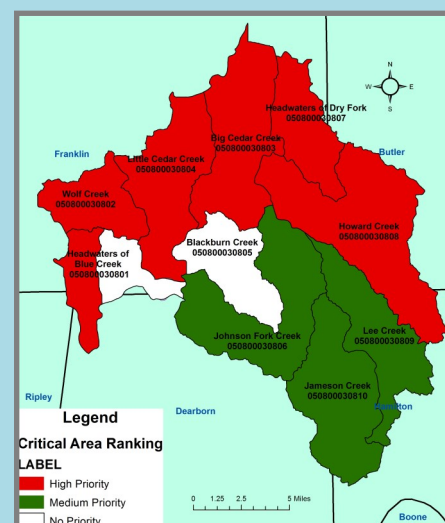 N
W E
S
Headwaters of Dry Fork
050800030807
Big Cedar Creek
050800030803
Franklin
Little Cedar Creek
050800030804
Butler
Wolf Creek
050800030802
Howard Creek
050800030808
Blackburn Creek
050800030805
Headwaters of
Blue Creek
050800030801
Johnson Fork Creek
050800030806
Lee Creek
050800030809
Jameson Creek
050800030810
Ripley
Dearborn
Hamilton
Legend
Critical Area Ranking
LABEL
High Priority
Medium Priority
No Priority
0 1.25 2.5 5 Miles
Boone